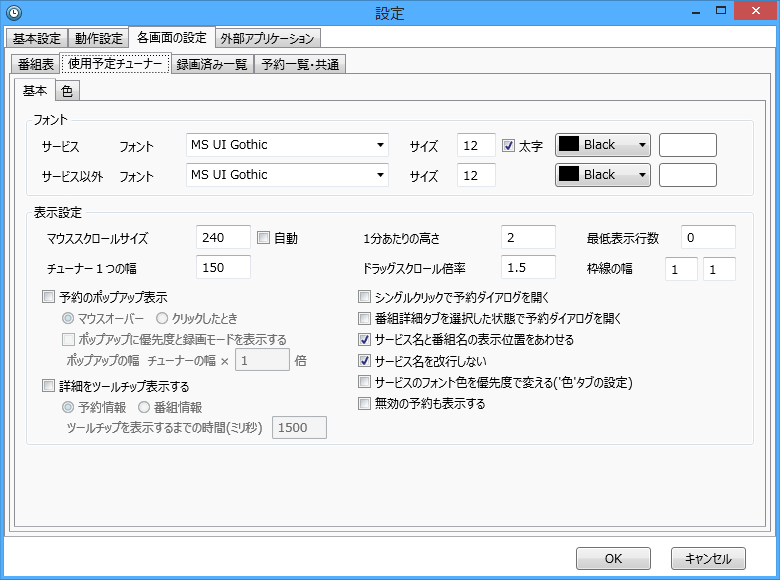 設定
基本設定 動作設定 各画面の設定 外部アプリケーション
番組表 使用予定チューナー 録画済み一覧 予約一覧・共通
基本 色
フォント
サービス フォント MS UI Gothic サイズ 12 太字 Black
サービス以外 フォント MS UI Gothic サイズ 12 Black
表示設定
マウススクロールサイズ 240 自動 1分あたりの高さ 2 最低表示行数 0
チューナー１つの幅 150 ドラッグスクロール倍率 1.5 枠線の幅 1 1
予約のポップアップ表示 シングルクリックで予約ダイアログを開く
マウスオーバー クリックしたとき 番組詳細タブを選択した状態で予約ダイアログを開く
ポップアップに優先度と録画モードを表示する サービス名と番組名の表示位置をあわせる
ポップアップの幅 チューナーの幅 × 1 倍 サービス名を改行しない
詳細をツールチップ表示する サービスのフォント色を優先度で変える('色'タブの設定)
予約情報 番組情報 無効の予約も表示する
ツールチップを表示するまでの時間(ミリ秒) 1500
OK キャンセル